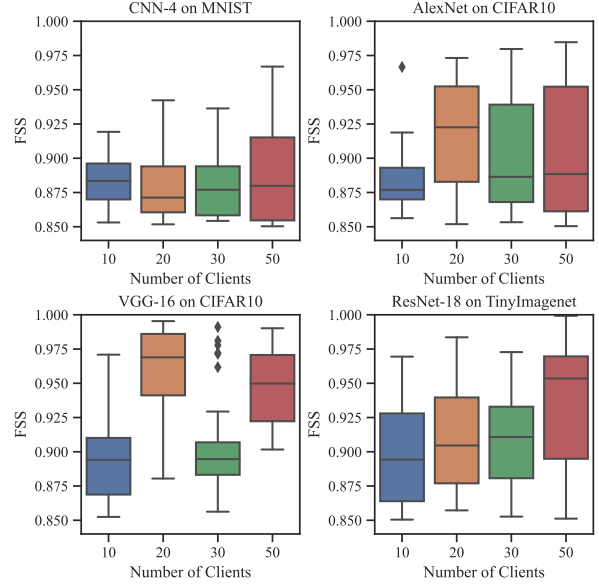 CNN-4 on MNIST
1.000
0.975
0.950
0.925
0.900
0.875
0.850
FSS
10 20 30 50
Number of Clients
AlexNet on CIFAR10
1.000
0.975
0.950
0.925
0.900
0.875
0.850
FSS
10 20 30 50
Number of Clients
VGG-16 on CIFAR10
1.000
0.975
0.950
0.925
0.900
0.875
0.850
FSS
10 20 30 50
Number of Clients
ResNet-18 on TinyImagenet
1.000
0.975
0.950
0.925
0.900
0.875
0.850
FSS
10 20 30 50
Number of Clients